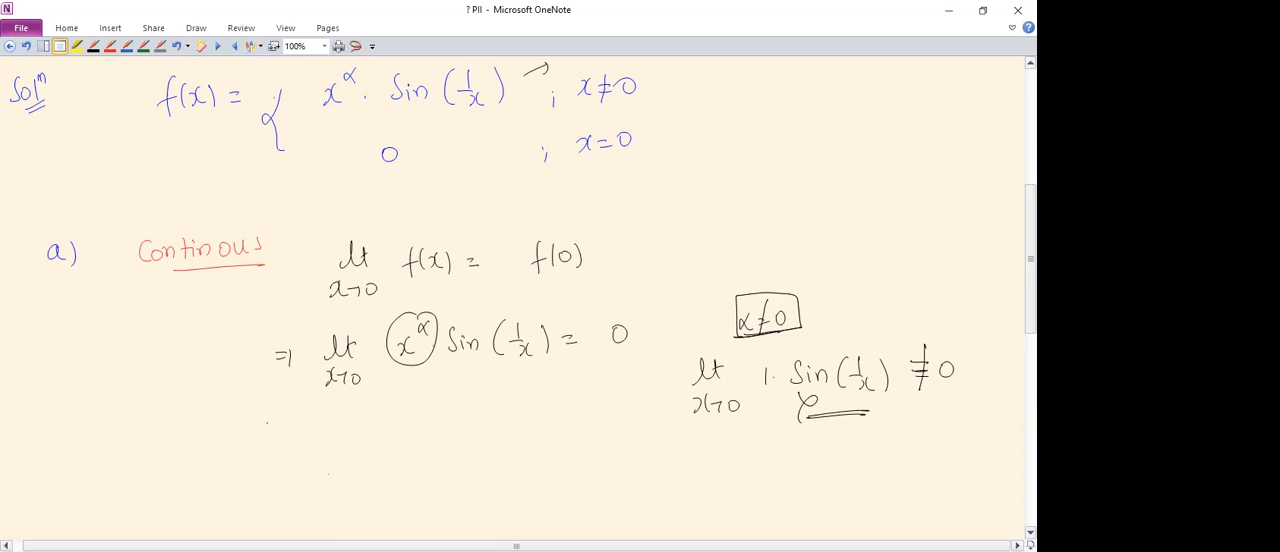 ? PII - Microsoft OneNote
File Home Insert Share Draw Review View Pages
100%
Solⁿ f(x) = { x^α · Sin(1/x) ; x≠0
0 ; x=0
a) Continous lt x→0 f(x) = f(0)
⇒ lt x→0 x^α Sin(1/x) = 0
α≠0
lt x→0 1· Sin(1/x) ≠ 0